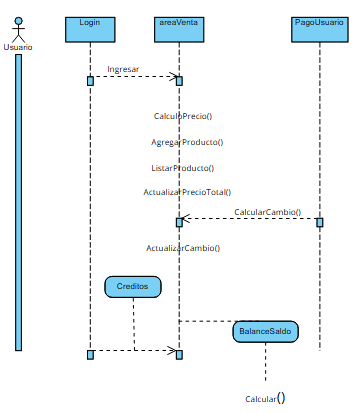 Login
areaVenta
PagoUsuario
Usuario
Ingresar
CalculoPrecio()
AgregarProducto()
ListarProducto()
ActualizarPrecioTotal()
CalcularCambio()
ActualizarCambio()
Creditos
BalanceSaldo
Calcular()